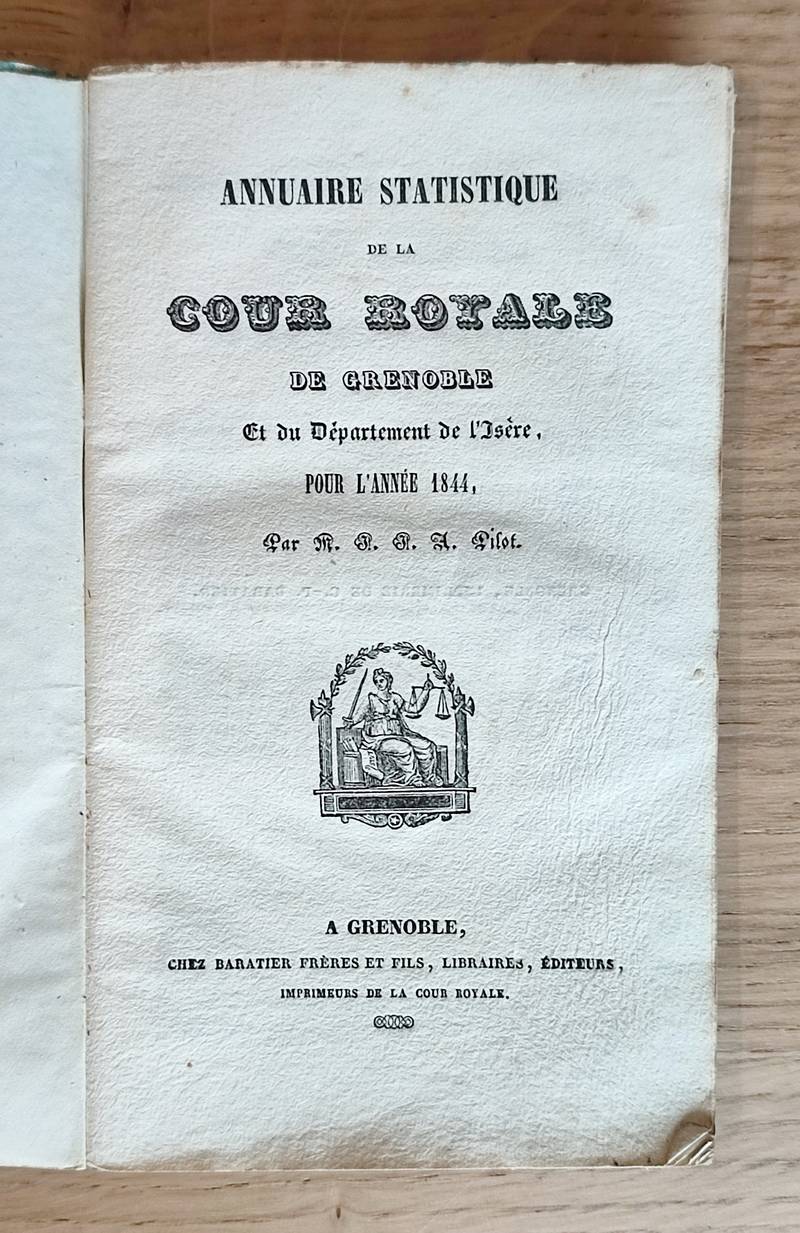 ANNUAIRE STATISTIQUE
DE LA
COUR ROYALE
DE GRENOBLE
Et du Département de l'Isère,
POUR L'ANNÉE 1844,
Par M. J. J. A. Pilot.
A GRENOBLE,
CHEZ BARATIER FRÈRES ET FILS, LIBRAIRES, ÉDITEURS,
IMPRIMEURS DE LA COUR ROYALE.